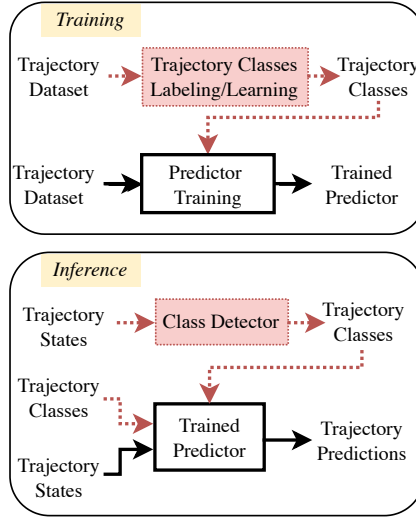 Training
Trajectory
Dataset
Trajectory Classes
Labeling/Learning
Trajectory
Classes
Trajectory
Dataset
Predictor
Training
Trained
Predictor
Inference
Trajectory
States
Class Detector
Trajectory
Classes
Trajectory
Classes
Trained
Predictor
Trajectory
Predictions
Trajectory
States